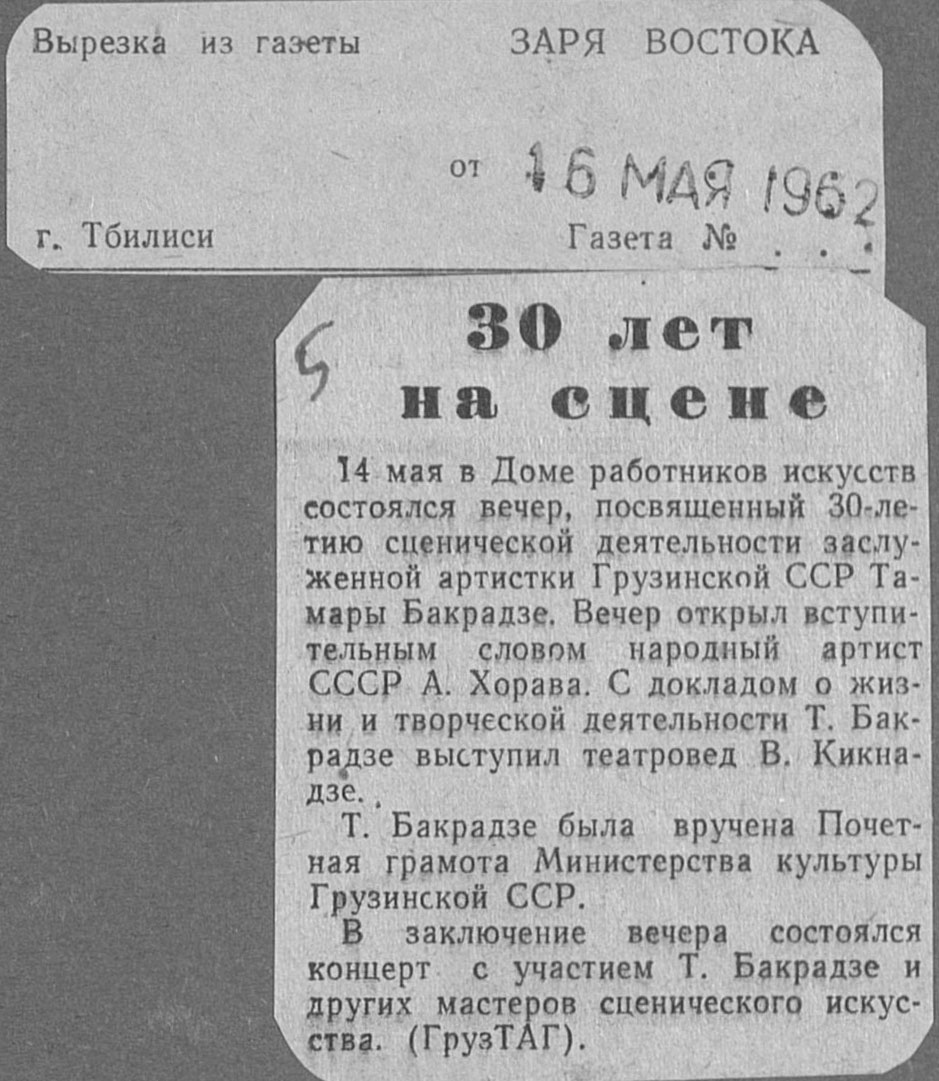 Вырезка из газеты ЗАРЯ ВОСТОКА
от 16 МАЯ 1962
г. Тбилиси Газета № . . .
5
30 лет
на сцене
14 мая в Доме работников искусств
состоялся вечер, посвященный 30-ле-
тию сценической деятельности заслу-
женной артистки Грузинской ССР Та-
мары Бакрадзе. Вечер открыл вступи-
тельным словом народный артист
СССР А. Хорава. С докладом о жиз-
ни и творческой деятельности Т. Бак-
радзе выступил театровед В. Кикна-
дзе.
Т. Бакрадзе была вручена Почет-
ная грамота Министерства культуры
Грузинской ССР.
В заключение вечера состоялся
концерт с участием Т. Бакрадзе и
других мастеров сценического искус-
ства. (ГрузТАГ).